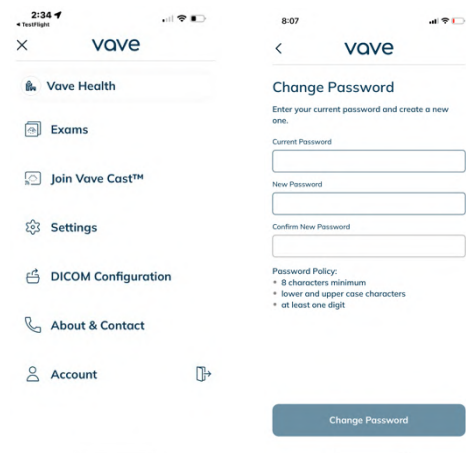 2:34
◄ TestFlight
vave
Vave Health
Exams
Join Vave Cast™
Settings
DICOM Configuration
About & Contact
Account
8:07
vave
Change Password
Enter your current password and create a new
one.
Current Password
New Password
Confirm New Password
Password Policy:
• 8 characters minimum
• lower and upper case characters
• at least one digit
Change Password